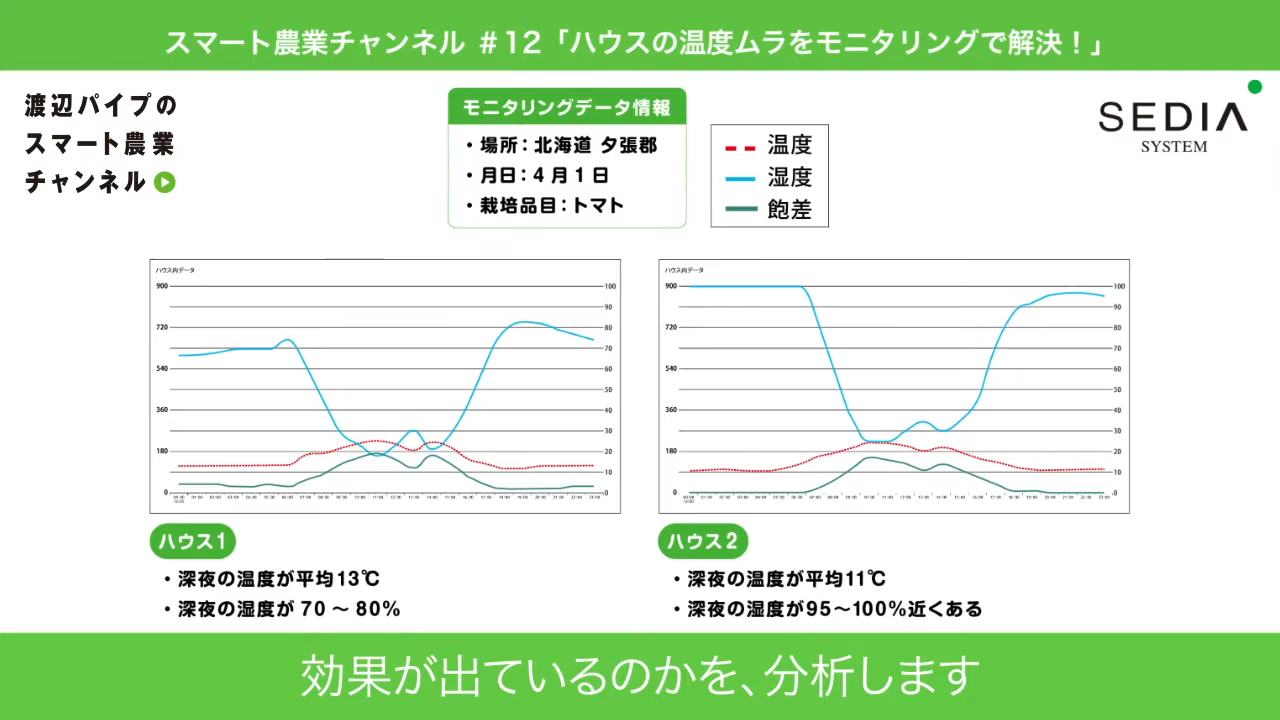 スマート農業チャンネル #12「ハウスの温度ムラをモニタリングで解決！」
渡辺パイプの
スマート農業
チャンネル
モニタリングデータ情報
・場所：北海道 夕張郡
・月日：4月1日
・栽培品目：トマト
温度
湿度
飽差
SEDIA
SYSTEM
ハウス内データ
900
720
540
360
180
0
100
90
80
70
60
50
40
30
20
10
0
ハウス内データ
900
720
540
360
180
0
100
90
80
70
60
50
40
30
20
10
0
ハウス1
・深夜の温度が平均13℃
・深夜の湿度が 70 〜 80%
ハウス2
・深夜の温度が平均11℃
・深夜の湿度が95〜100%近くある
効果が出ているのかを、分析します